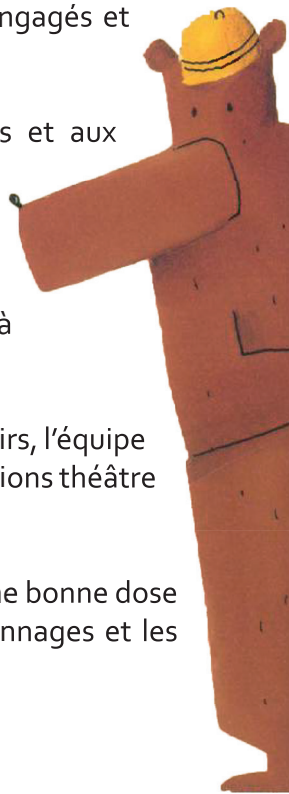 ngagés et
s et aux
à
irs, l’équipe
ions théâtre
ne bonne dose
nnages et les